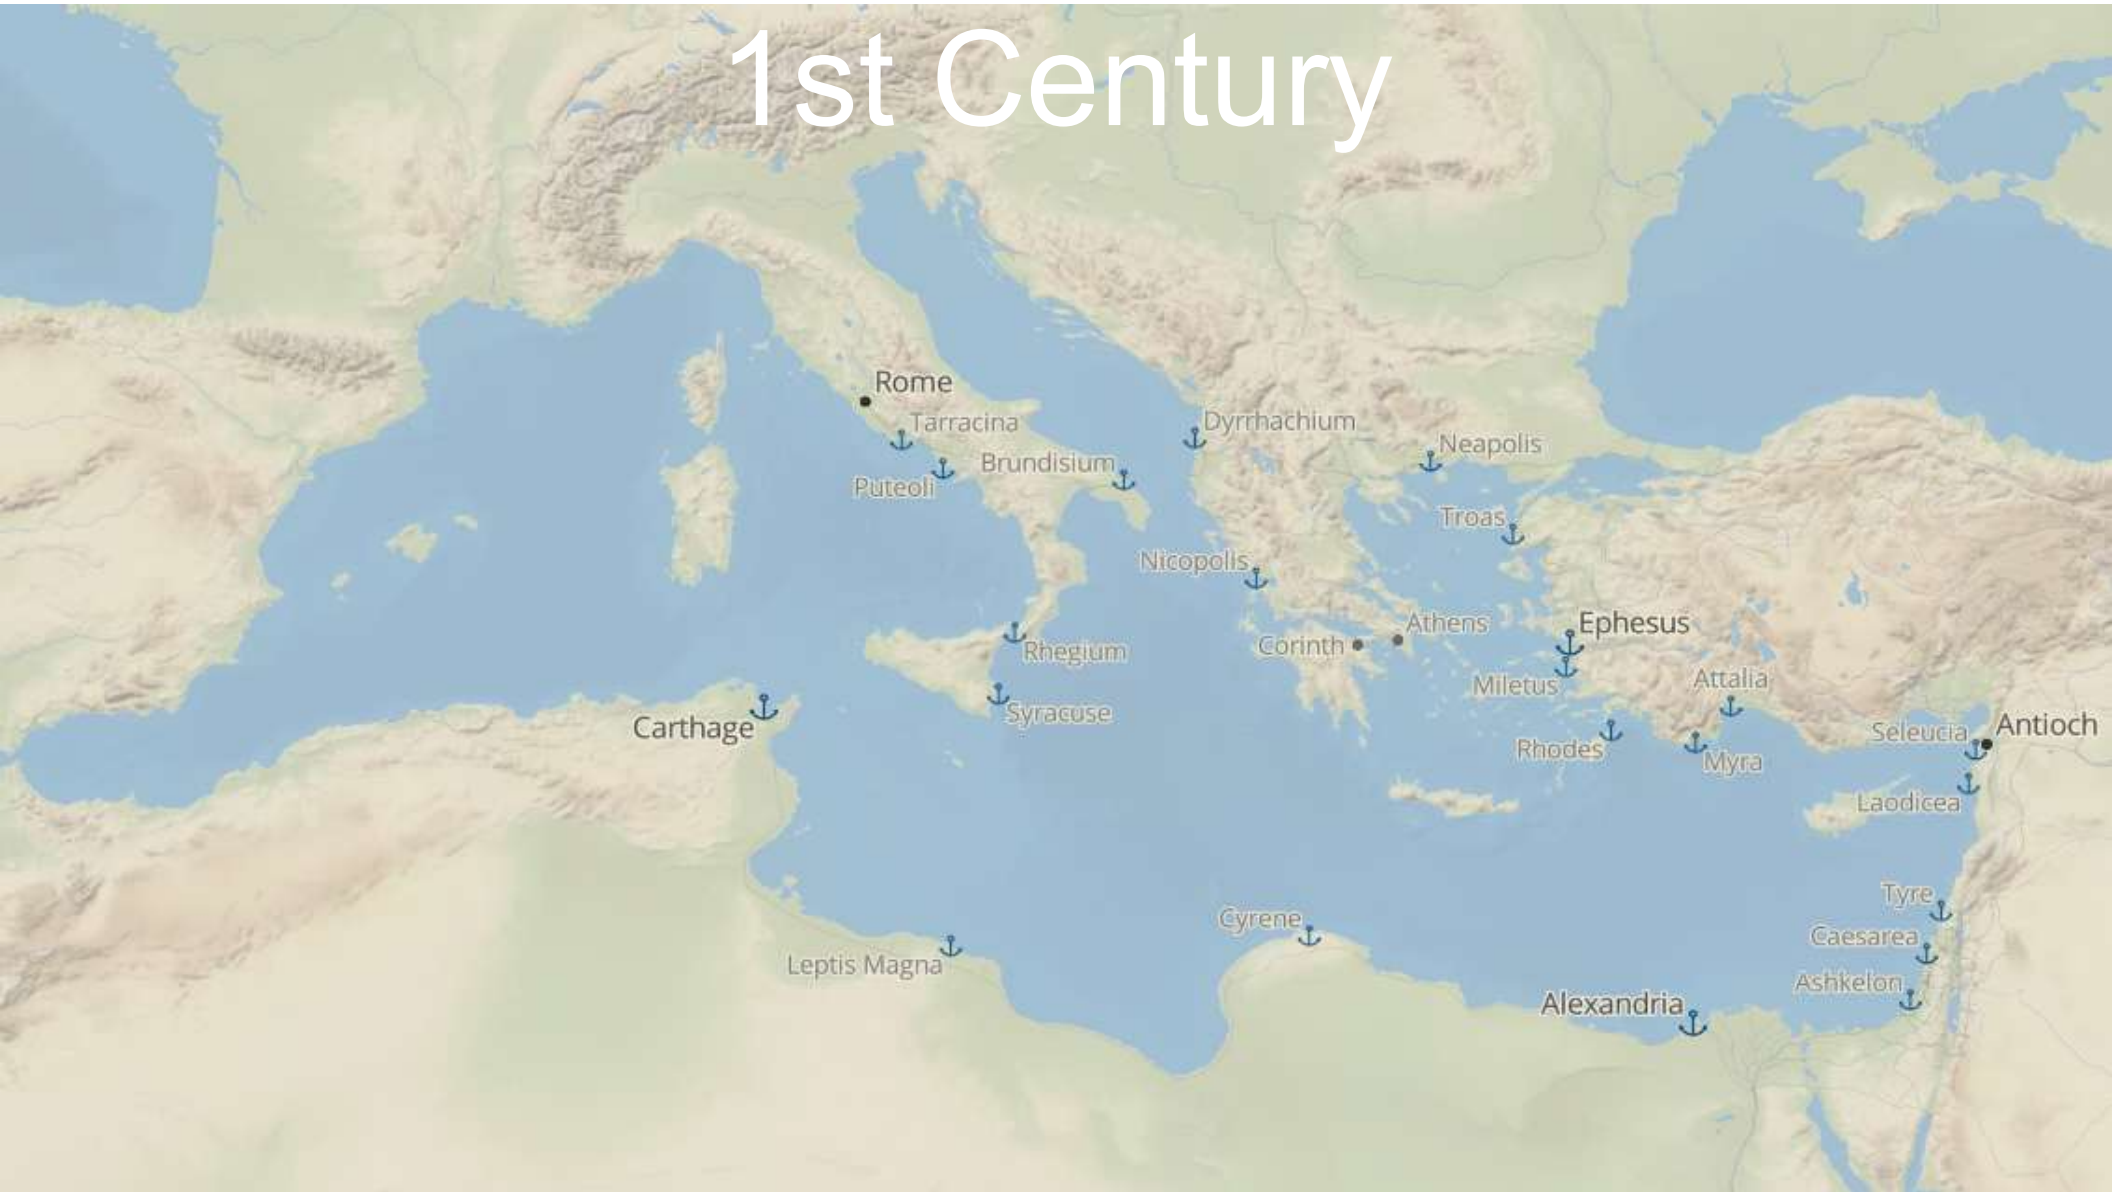 1st Century
Rome
Tarracina
Dyrrhachium
Neapolis
Brundisium
Puteoli
Troas
Nicopolis
Ephesus
Athens
Corinth
Rhegium
Miletus
Attalia
Syracuse
Carthage
Seleucia
Antioch
Rhodes
Myra
Laodicea
Tyre
Cyrene
Caesarea
Leptis Magna
Ashkelon
Alexandria